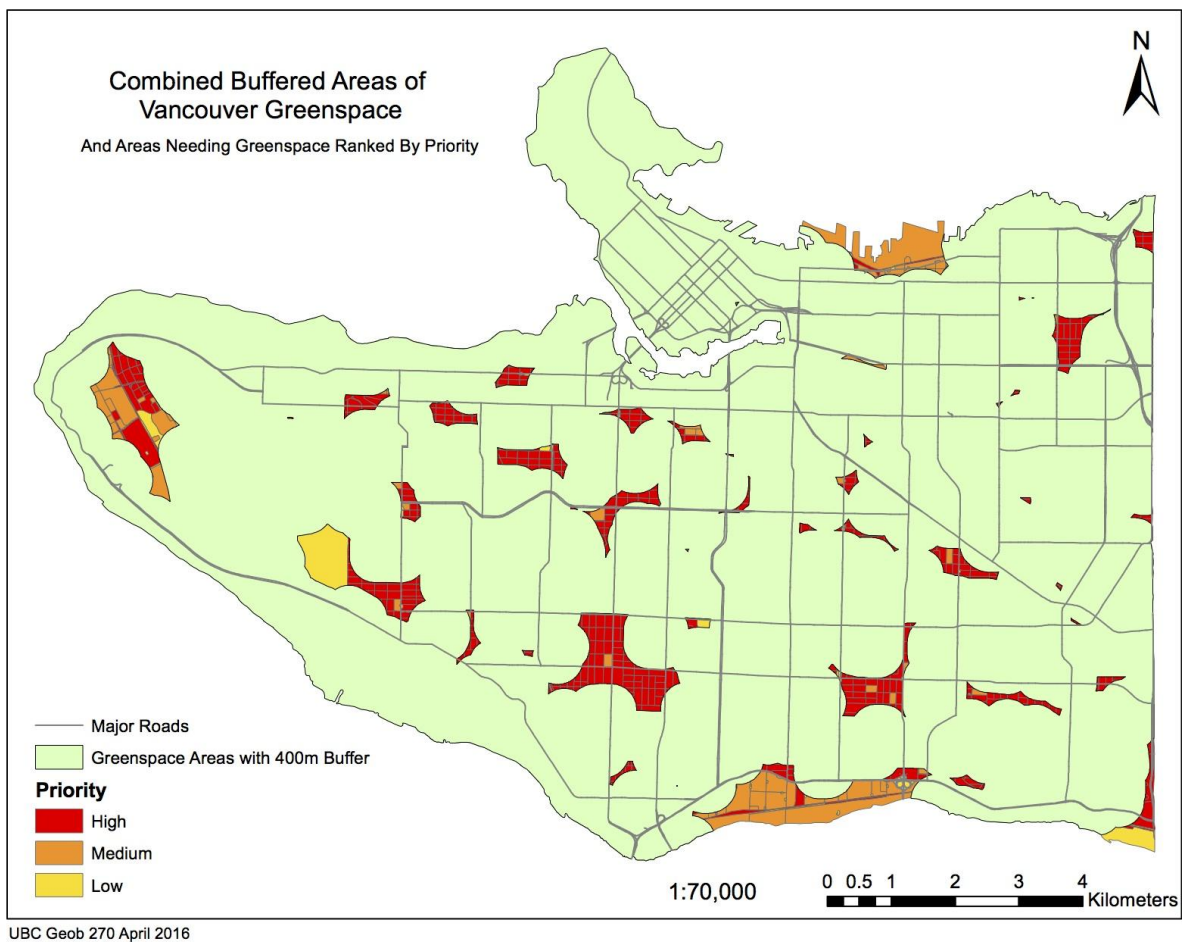 Combined Buffered Areas of
Vancouver Greenspace
And Areas Needing Greenspace Ranked By Priority
N
Major Roads
Greenspace Areas with 400m Buffer
Priority
High
Medium
Low
1:70,000
0 0.5 1 2 3 4
Kilometers
UBC Geob 270 April 2016